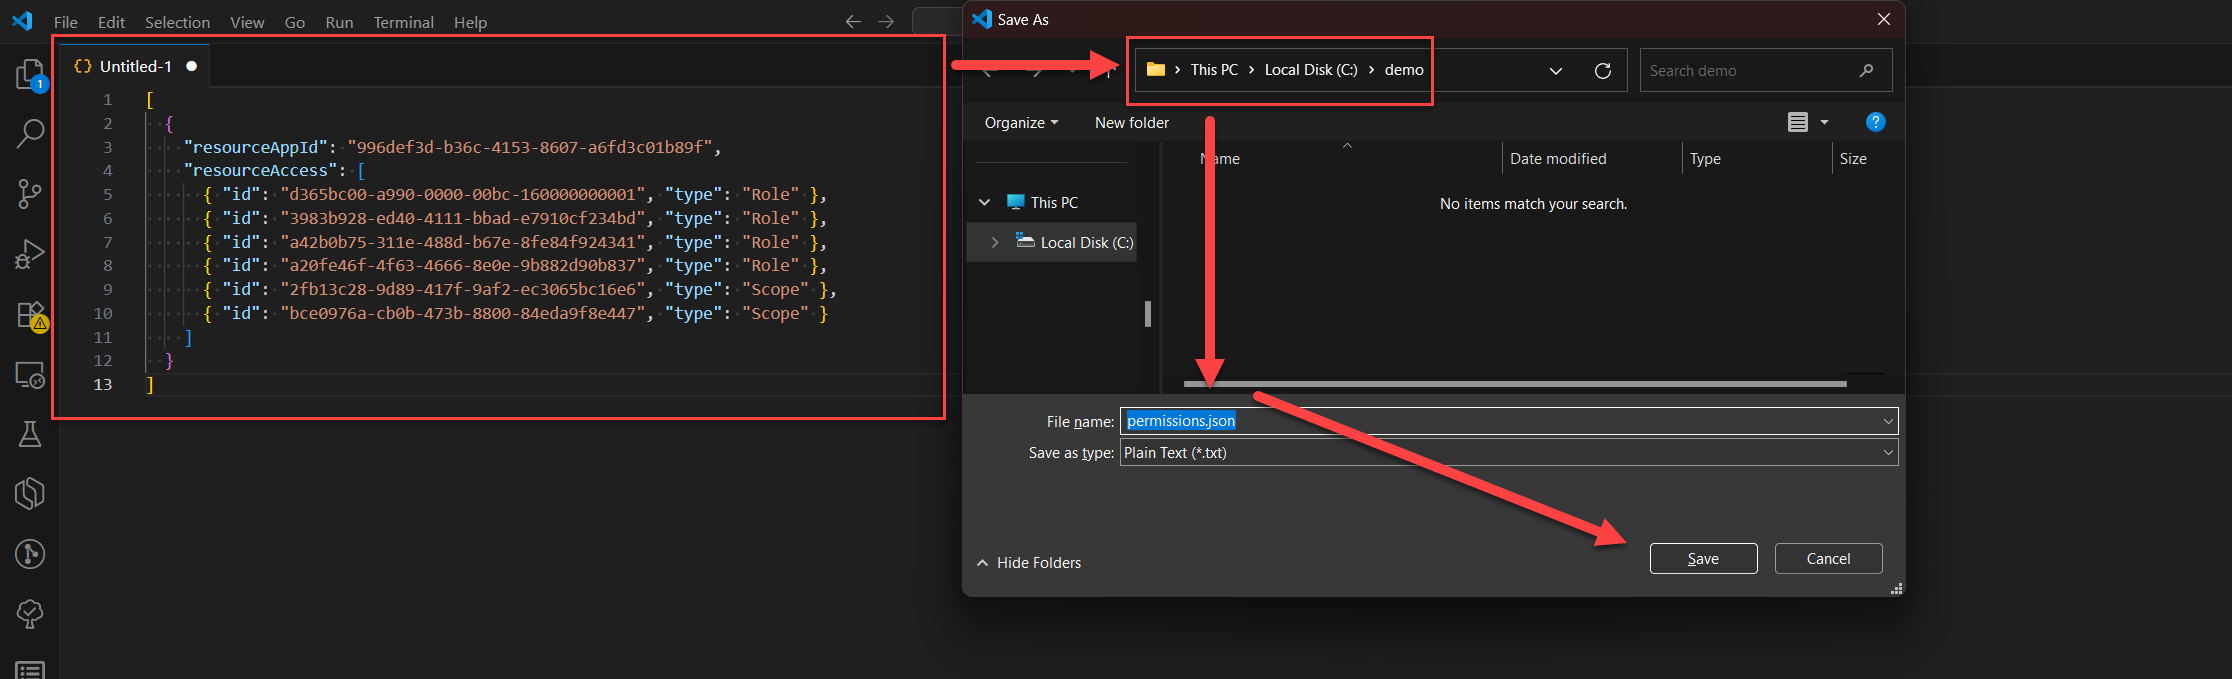 File Edit Selection View Go Run Terminal Help
Untitled-1
1 [
2 {
3 "resourceAppId": "996def3d-b36c-4153-8607-a6fd3c01b89f",
4 "resourceAccess": [
5 { "id": "d365bc00-a990-0000-00bc-160000000001", "type": "Role" },
6 { "id": "3983b928-ed40-4111-bbad-e7910cf234bd", "type": "Role" },
7 { "id": "a42b0b75-311e-488d-b67e-8fe84f924341", "type": "Role" },
8 { "id": "a20fe46f-4f63-4666-8e0e-9b882d90b837", "type": "Role" },
9 { "id": "2fb13c28-9d89-417f-9af2-ec3065bc16e6", "type": "Scope" },
10 { "id": "bce0976a-cb0b-473b-8800-84eda9f8e447", "type": "Scope" }
11 ]
12 }
13 ]
1
Save As
This PC > Local Disk (C:) > demo
Search demo
Organize New folder
?
Name Date modified Type Size
This PC
Local Disk (C:)
No items match your search.
File name: permissions.json
Save as type: Plain Text (*.txt)
Hide Folders
Save Cancel